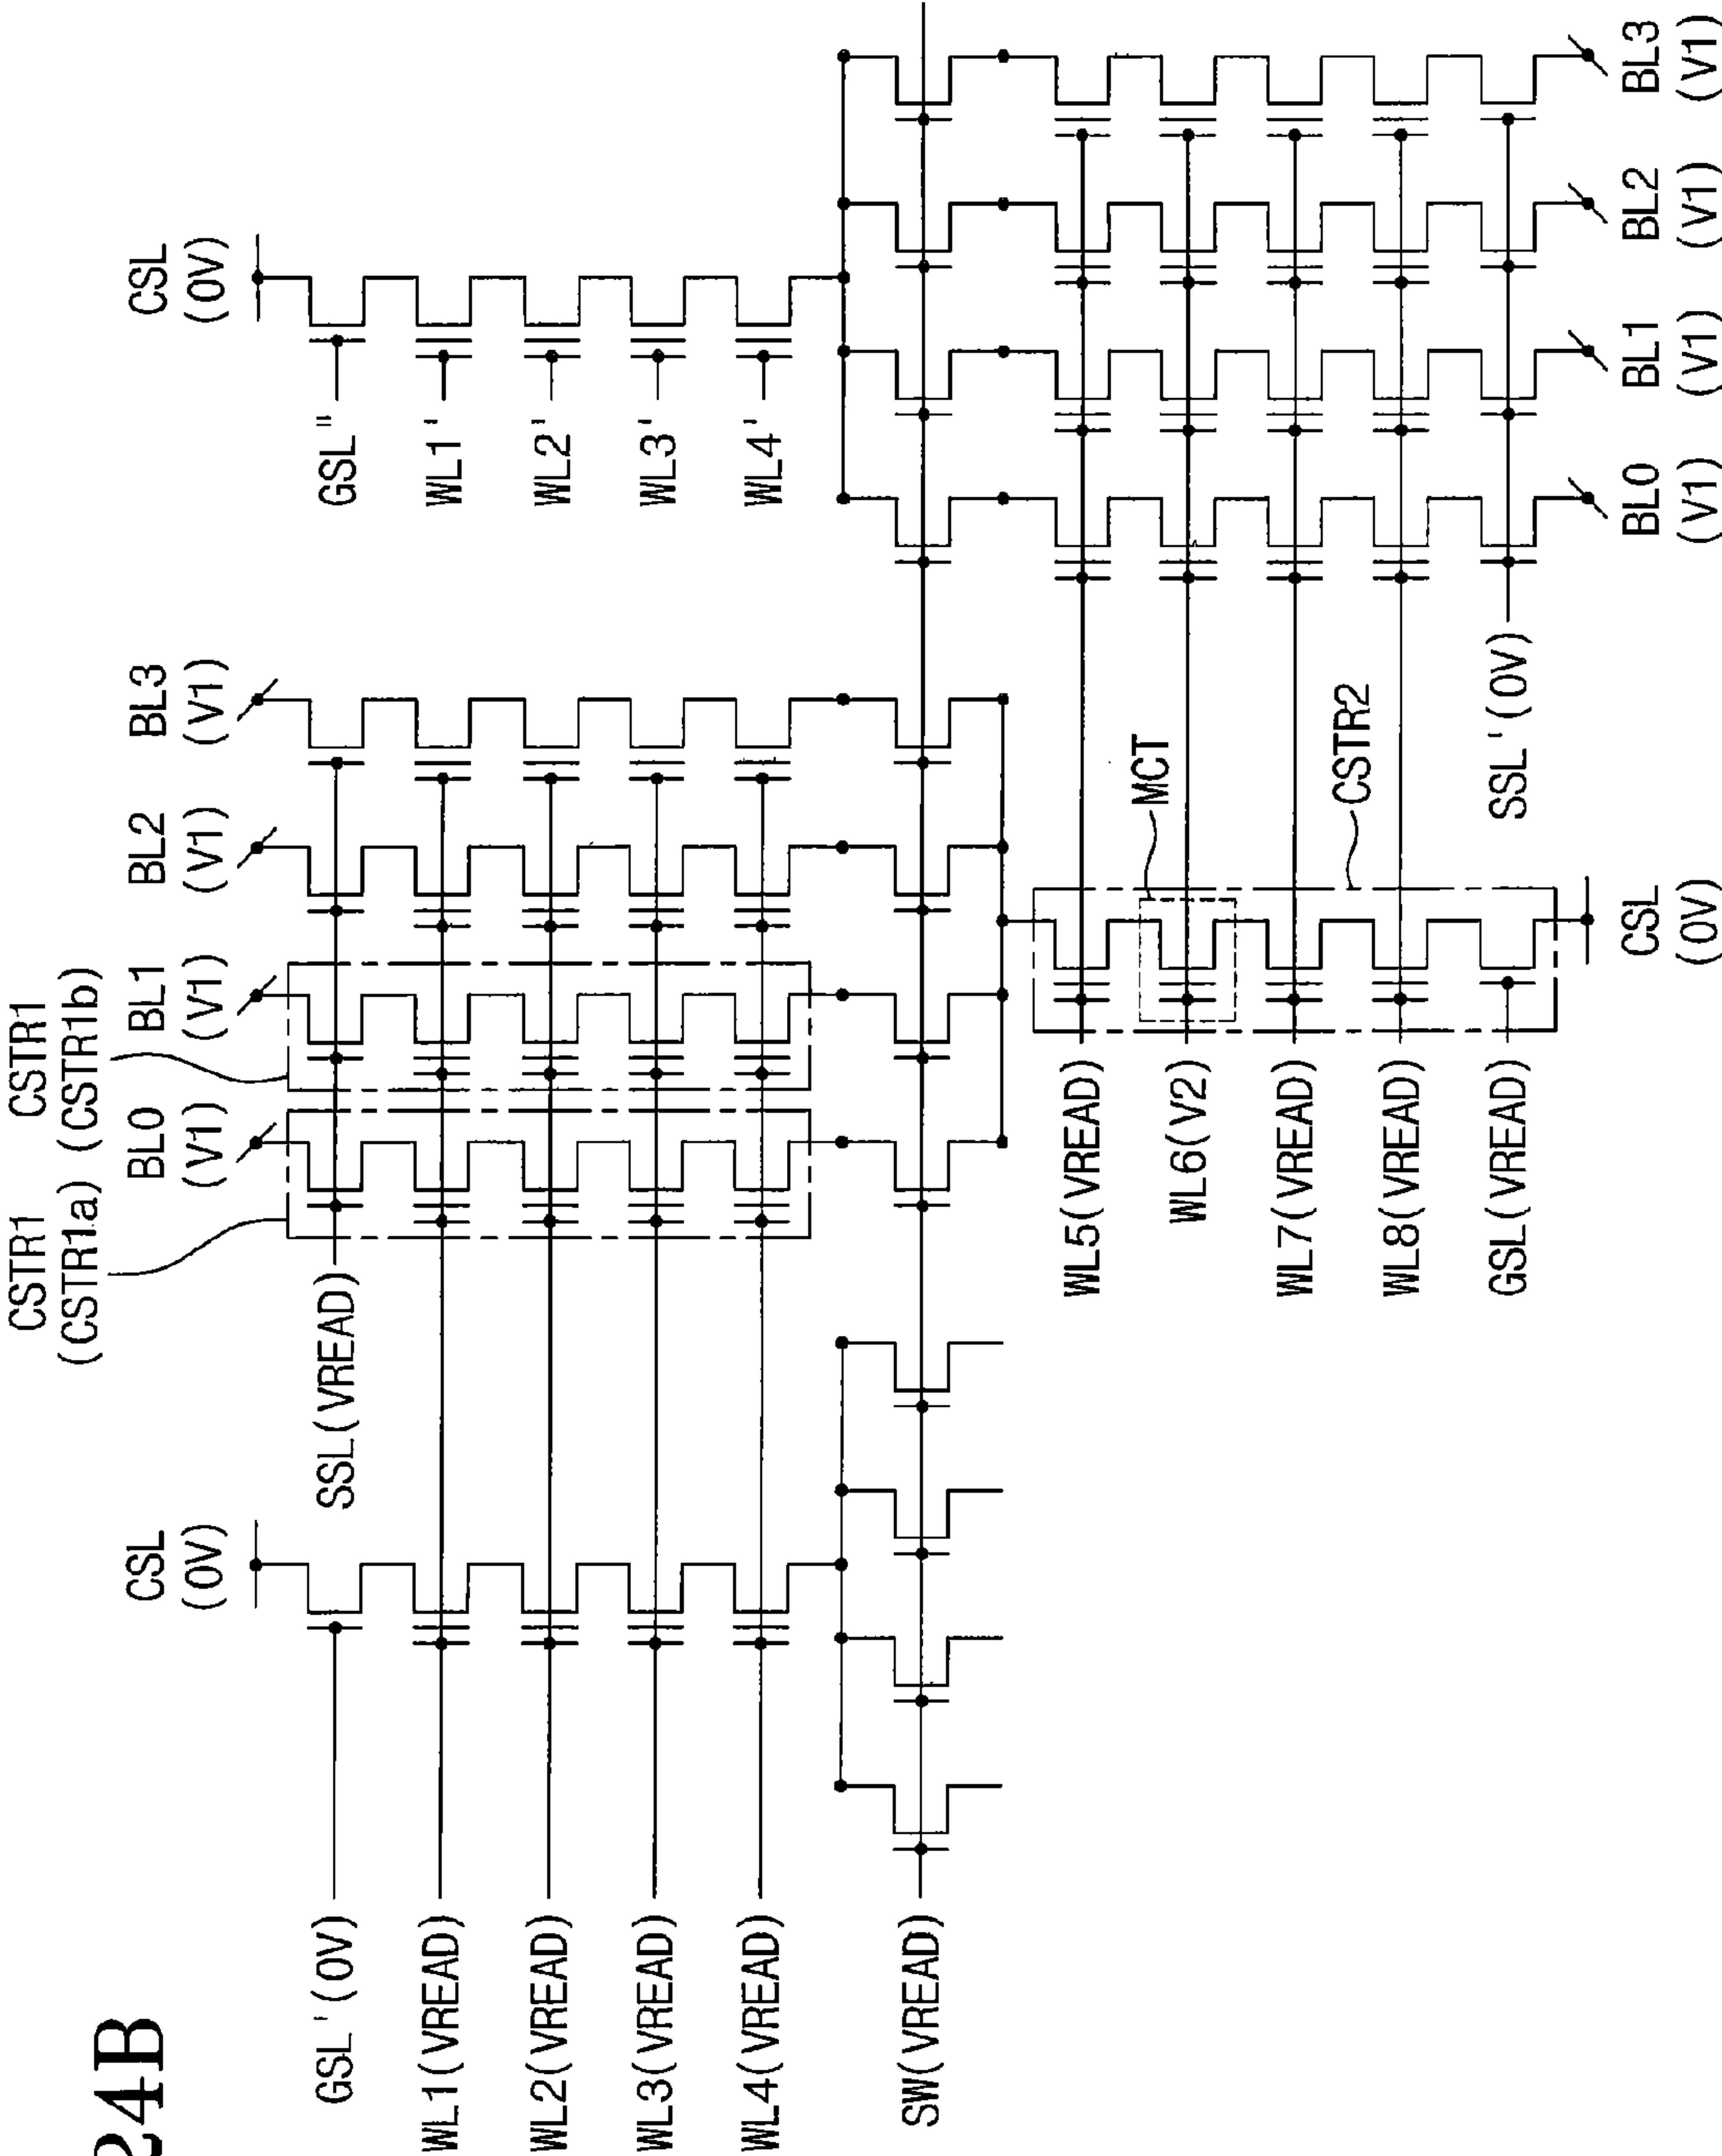 24B
CSTR1
(CSTR1a)
CSTR1
(CSTR1b)
CSL
(0V)
BL0
(V1)
BL1
(V1)
BL2
(V1)
BL3
(V1)
CSL
(0V)
GSL'(0V)
SSL(VREAD)
GSL"
WL1(VREAD)
WL1'
WL2(VREAD)
WL2'
WL3(VREAD)
WL3'
WL4(VREAD)
WL4'
SW(VREAD)
WL5(VREAD)
MCT
WL6(V2)
WL7(VREAD)
CSTR2
WL8(VREAD)
GSL(VREAD)
SSL'(0V)
CSL
(0V)
BL0
(V1)
BL1
(V1)
BL2
(V1)
BL3
(V1)